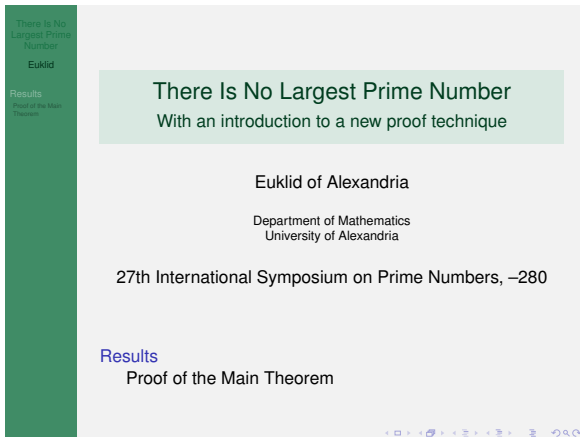 There Is No
Largest Prime
Number
Euklid
Results
Proof of the Main
Theorem
There Is No Largest Prime Number
With an introduction to a new proof technique
Euklid of Alexandria
Department of Mathematics
University of Alexandria
27th International Symposium on Prime Numbers, –280
Results
Proof of the Main Theorem